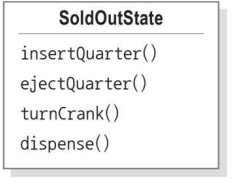 SoldOutState
insertQuarter()
ejectQuarter()
turnCrank()
dispense()